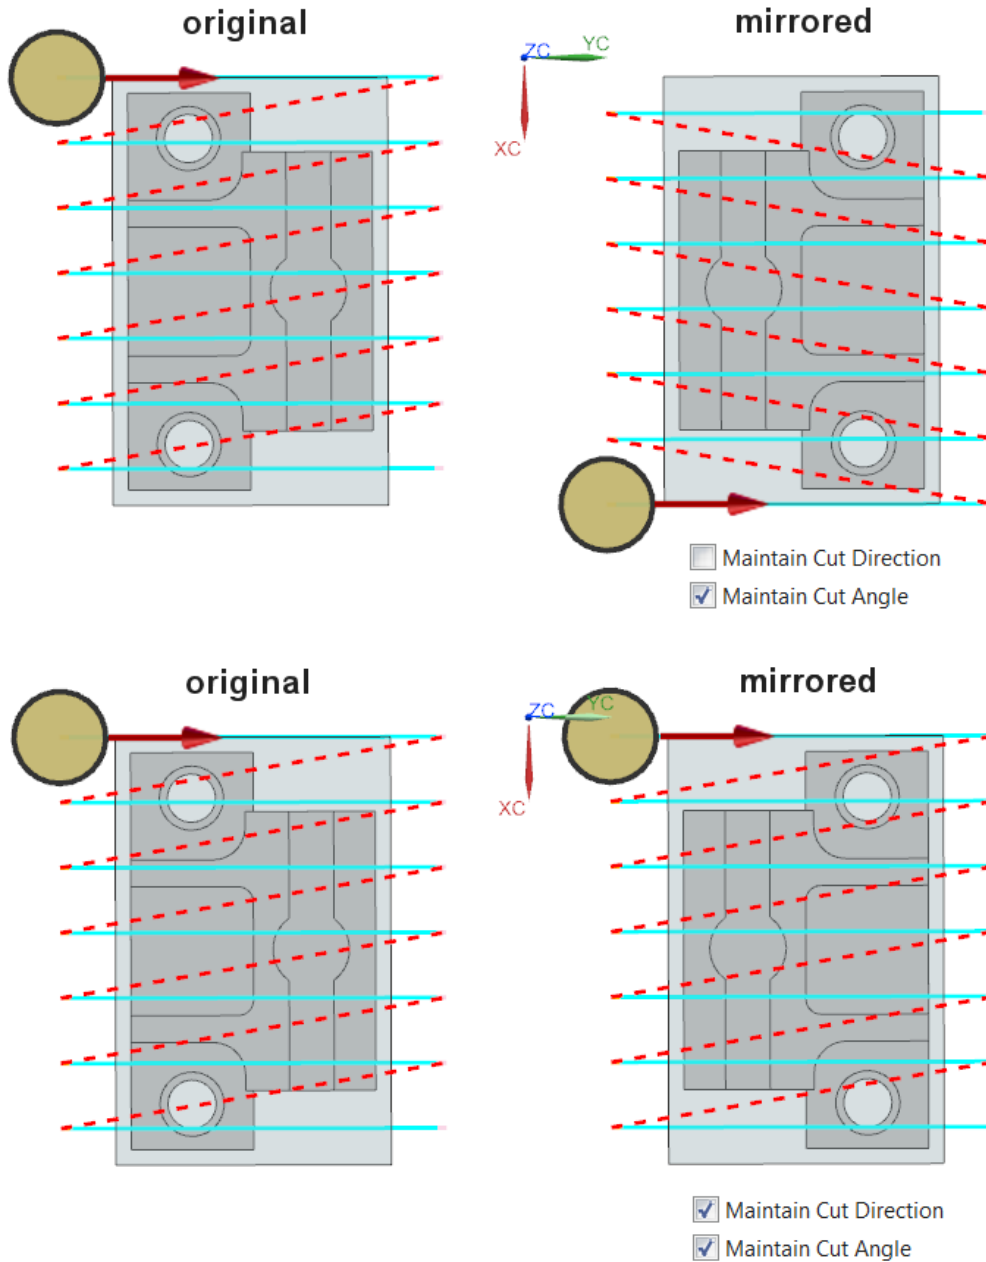 original
mirrored
ZC
YC
XC
Maintain Cut Direction
Maintain Cut Angle
original
mirrored
ZC
YC
XC
Maintain Cut Direction
Maintain Cut Angle